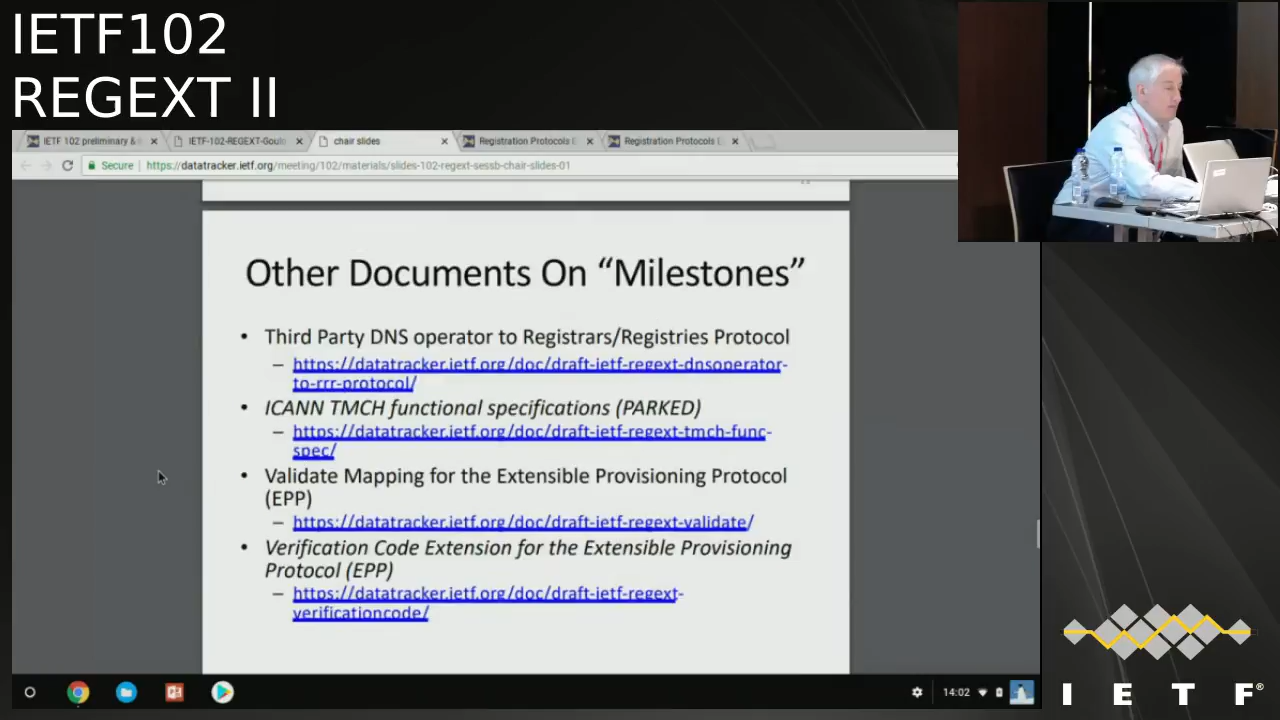 IETF102
REGEXT II
IETF 102 preliminary &
IETF-102-REGEXT-Goul
chair slides
Registration Protocols E
Registration Protocols E
Secure
https://datatracker.ietf.org/meeting/102/materials/slides-102-regext-sessb-chair-slides-01
Other Documents On “Milestones”
• Third Party DNS operator to Registrars/Registries Protocol
– https://datatracker.ietf.org/doc/draft-ietf-regext-dnsoperator-
to-rrr-protocol/
• ICANN TMCH functional specifications (PARKED)
– https://datatracker.ietf.org/doc/draft-ietf-regext-tmch-func-
spec/
• Validate Mapping for the Extensible Provisioning Protocol
(EPP)
– https://datatracker.ietf.org/doc/draft-ietf-regext-validate/
• Verification Code Extension for the Extensible Provisioning
Protocol (EPP)
– https://datatracker.ietf.org/doc/draft-ietf-regext-
verificationcode/
14:02
I E T F®